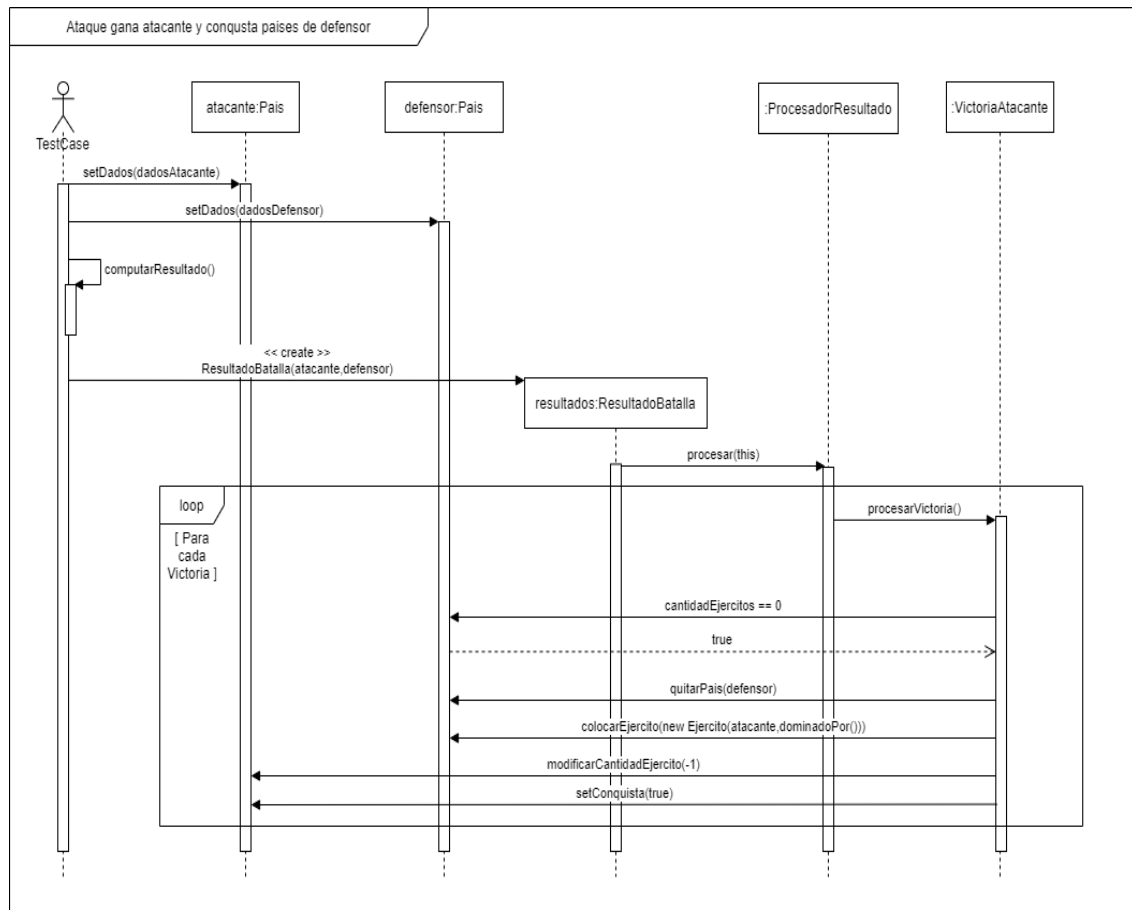 Ataque gana atacante y conqusta paises de defensor
TestCase
atacante:Pais
defensor:Pais
:ProcesadorResultado
:VictoriaAtacante
setDados(dadosAtacante)
setDados(dadosDefensor)
computarResultado()
<< create >>
ResultadoBatalla(atacante,defensor)
resultados:ResultadoBatalla
procesar(this)
loop
procesarVictoria()
[ Para
cada
Victoria ]
cantidadEjercitos == 0
true
quitarPais(defensor)
colocarEjercito(new Ejercito(atacante,dominadoPor()))
modificarCantidadEjercito(-1)
setConquista(true)